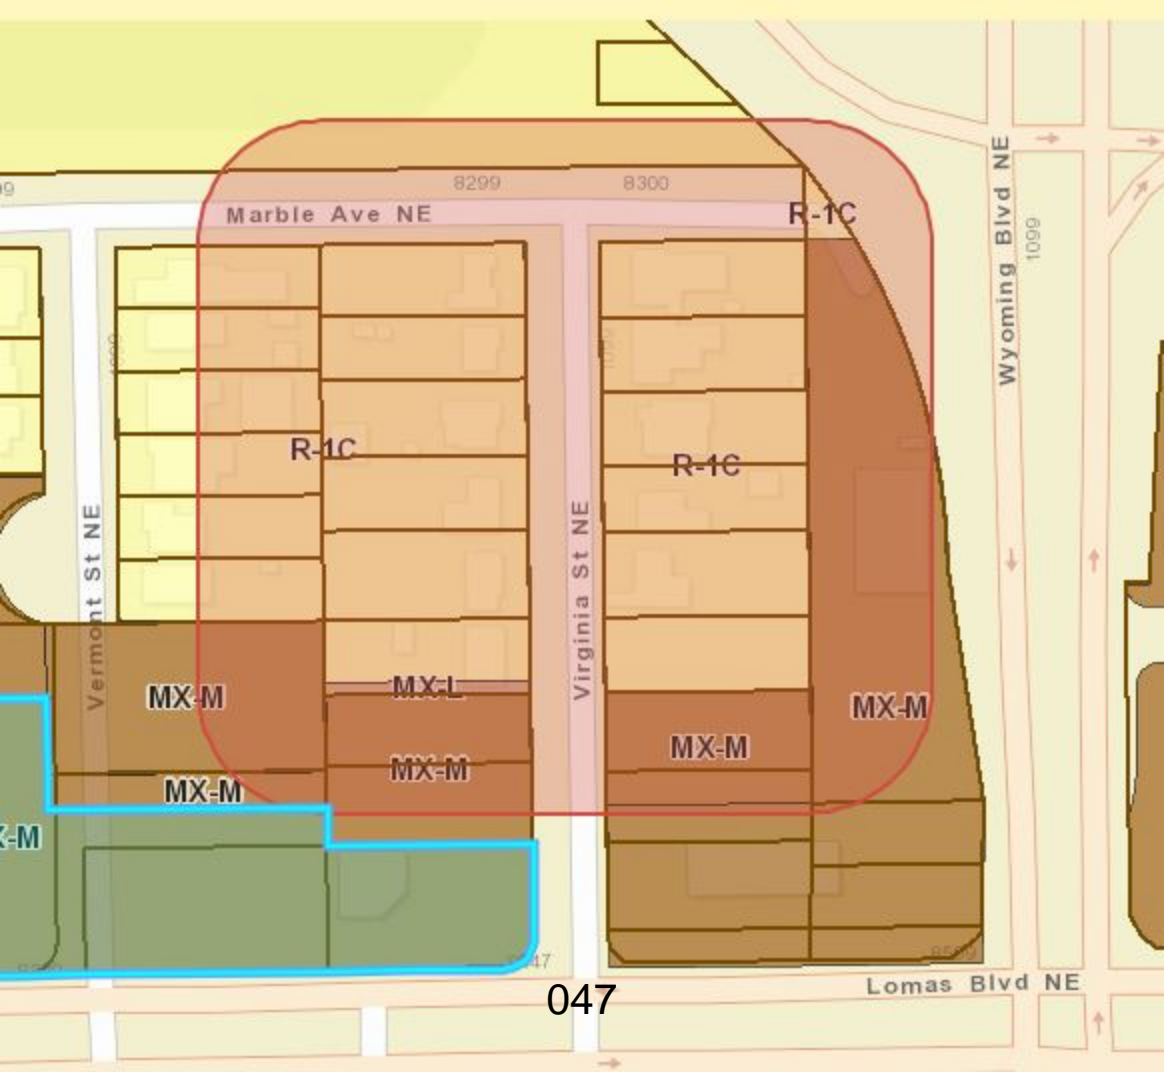 99
8299
8300
Marble Ave NE
R-1C
Wyoming Blvd NE
1099
R-1C
R-1C
Vermont St NE
Virginia St NE
MX-L
MX-M
MX-M
MX-M
MX-M
MX-M
X-M
047
Lomas Blvd NE